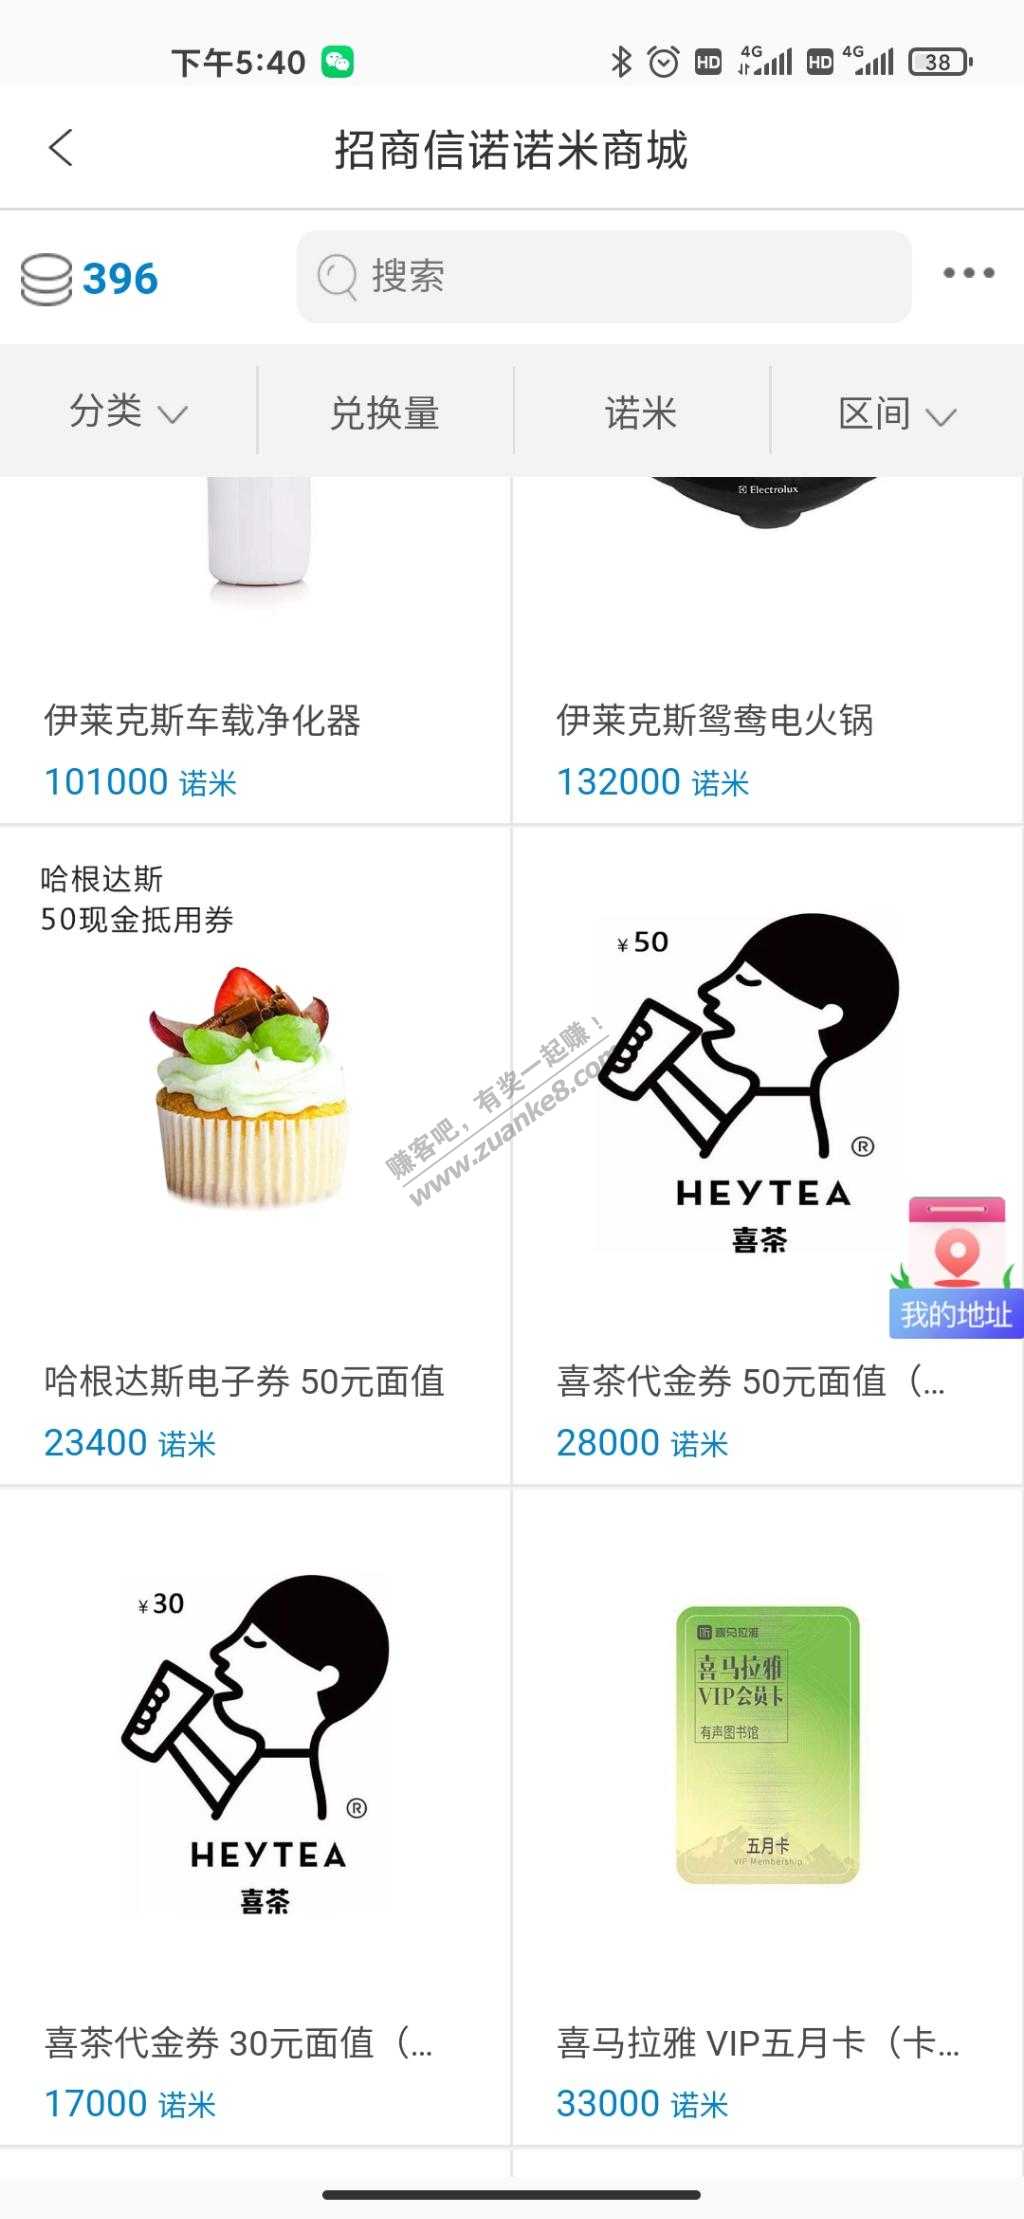 下午5:40
HD 4G HD 4G 38
招商信诺诺米商城
396
搜索
分类
兑换量
诺米
区间
Electrolux
伊莱克斯车载净化器
101000 诺米
伊莱克斯鸳鸯电火锅
132000 诺米
哈根达斯
50现金抵用券
¥50
HEYTEA
喜茶
®
赚客吧，有奖一起赚！
www.zuanke8.com
我的地址
哈根达斯电子券 50元面值
23400 诺米
喜茶代金券 50元面值（...
28000 诺米
¥30
®
HEYTEA
喜茶
喜马拉雅
喜马拉雅
VIP会员卡
有声图书馆
五月卡
VIP Membership
喜茶代金券 30元面值（...
17000 诺米
喜马拉雅 VIP五月卡（卡...
33000 诺米